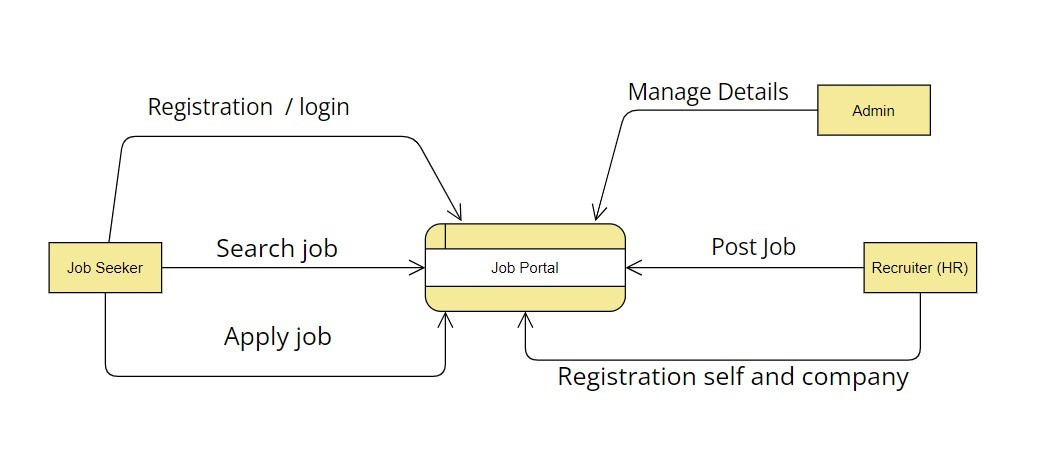 Manage Details
Admin
Registration / login
Search job
Post Job
Job Seeker
Job Portal
Recruiter (HR)
Apply job
Registration self and company